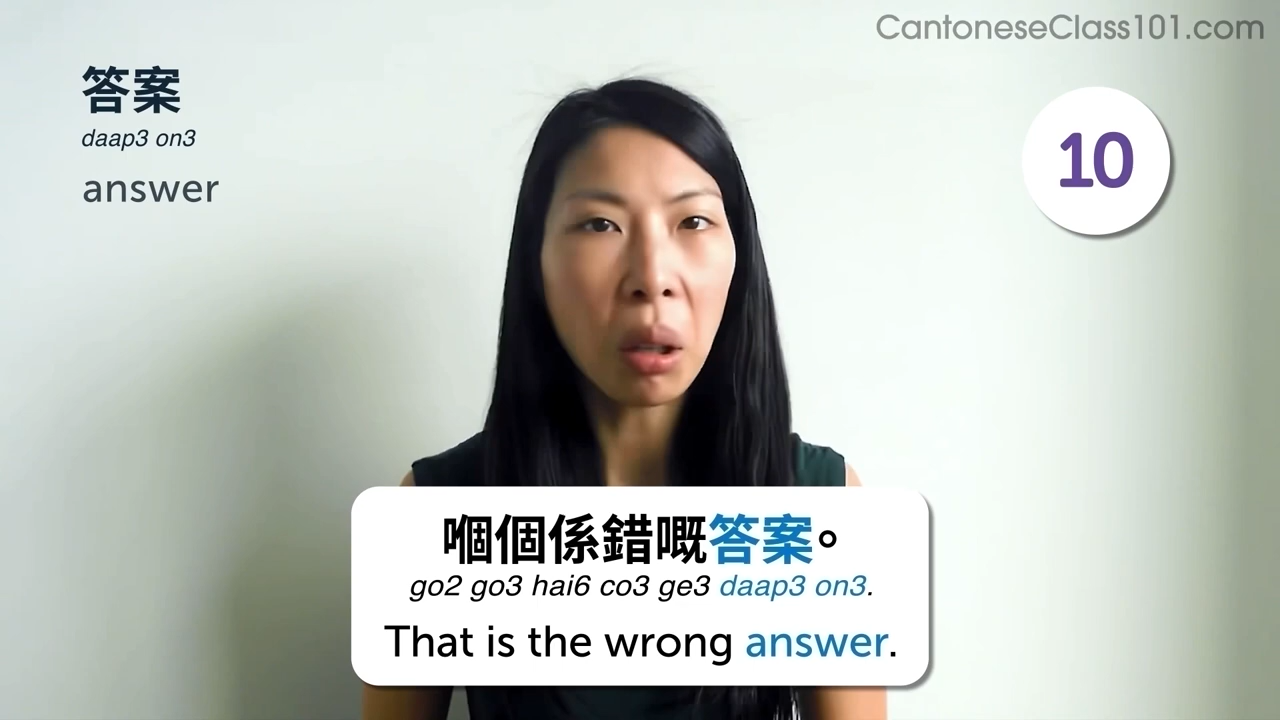 CantoneseClass101.com
答案
daap3 on3
answer
10
嗰個係錯嘅答案。
go2 go3 hai6 co3 ge3 daap3 on3.
That is the wrong answer.